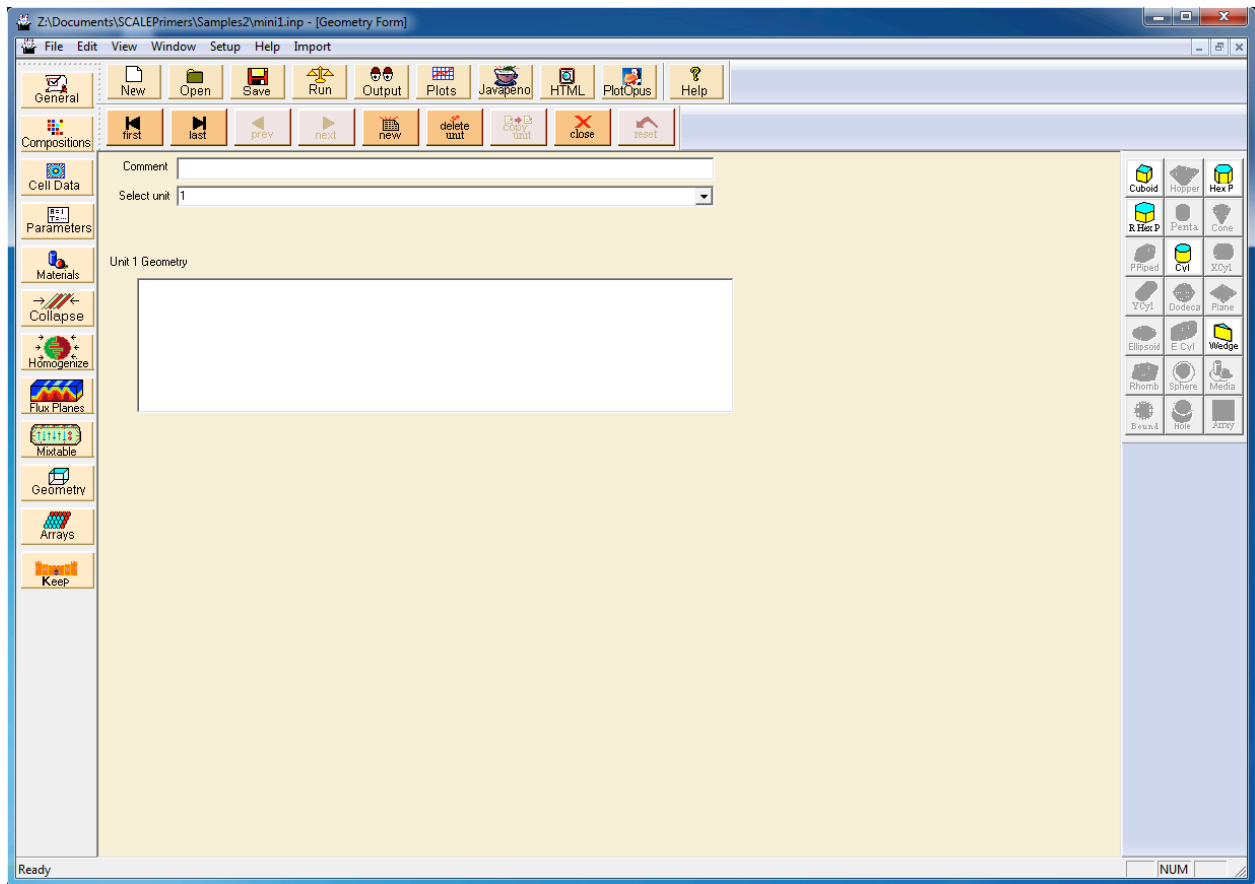 Z:\Documents\SCALEPrimers\Samples2\mini1.inp - [Geometry Form]
File Edit View Window Setup Help Import
General New Open Save Run Output Plots Javapeno HTML PlotOpus Help
Compositions first last prev next new delete unit copy unit close reset
Comment
Cell Data Select unit 1
Parameters
Unit 1 Geometry
Materials
Collapse
Homogenize
Flux Planes
Mixtable
Geometry
Arrays
Keep
Cuboid Hopper Hex P
R Hex P Penta Cone
PPiped Cyl XCyl
YCyl Dodeca Plane
Ellipsoid E Cyl Wedge
Rhomb Sphere Media
Bound Hole Array
Ready NUM